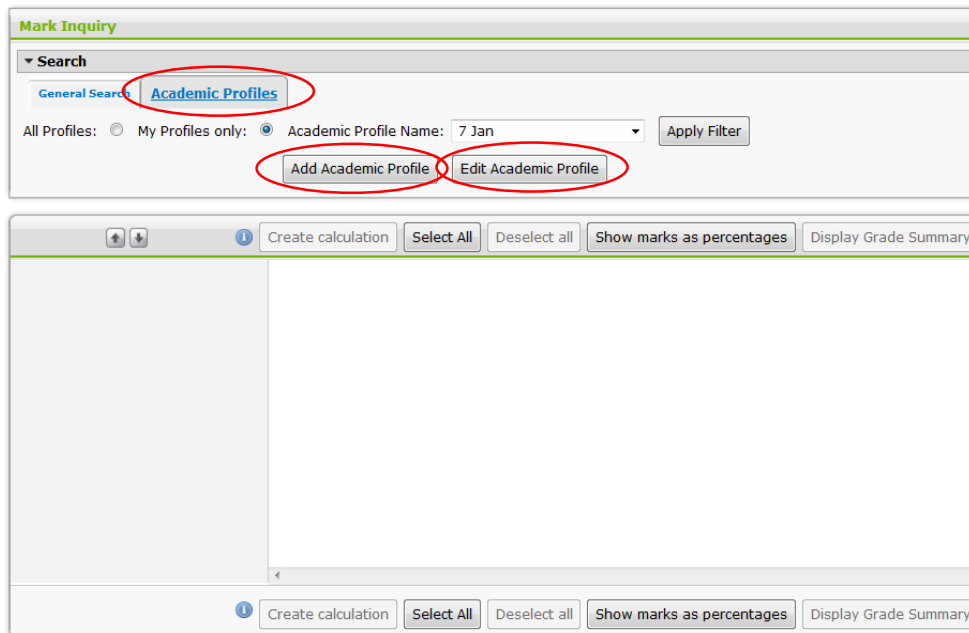 Mark Inquiry
Search
General Search Academic Profiles
All Profiles: My Profiles only: Academic Profile Name: 7 Jan Apply Filter
Add Academic Profile Edit Academic Profile
Create calculation Select All Deselect all Show marks as percentages Display Grade Summary
Create calculation Select All Deselect all Show marks as percentages Display Grade Summary